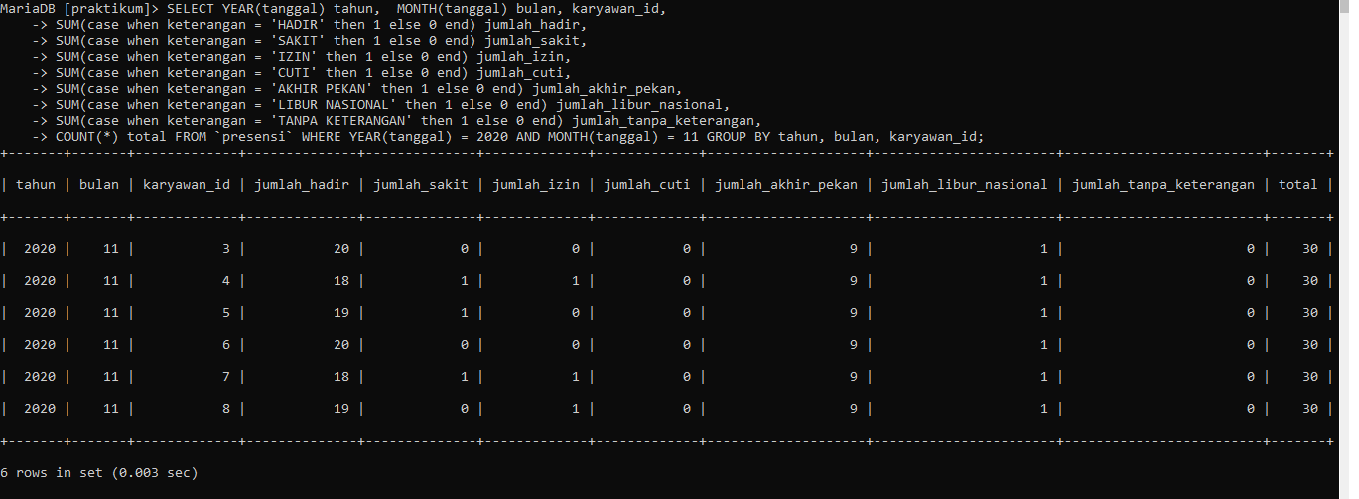 MariaDB [praktikum]> SELECT YEAR(tanggal) tahun,  MONTH(tanggal) bulan, karyawan_id,
    -> SUM(case when keterangan = 'HADIR' then 1 else 0 end) jumlah_hadir,
    -> SUM(case when keterangan = 'SAKIT' then 1 else 0 end) jumlah_sakit,
    -> SUM(case when keterangan = 'IZIN' then 1 else 0 end) jumlah_izin,
    -> SUM(case when keterangan = 'CUTI' then 1 else 0 end) jumlah_cuti,
    -> SUM(case when keterangan = 'AKHIR PEKAN' then 1 else 0 end) jumlah_akhir_pekan,
    -> SUM(case when keterangan = 'LIBUR NASIONAL' then 1 else 0 end) jumlah_libur_nasional,
    -> SUM(case when keterangan = 'TANPA KETERANGAN' then 1 else 0 end) jumlah_tanpa_keterangan,
    -> COUNT(*) total FROM `presensi` WHERE YEAR(tanggal) = 2020 AND MONTH(tanggal) = 11 GROUP BY tahun, bulan, karyawan_id;
| tahun | bulan | karyawan_id | jumlah_hadir | jumlah_sakit | jumlah_izin | jumlah_cuti | jumlah_akhir_pekan | jumlah_libur_nasional | jumlah_tanpa_keterangan | total |
| 2020 | 11 | 3 | 20 | 0 | 0 | 0 | 9 | 1 | 0 | 30 |
| 2020 | 11 | 4 | 18 | 1 | 1 | 0 | 9 | 1 | 0 | 30 |
| 2020 | 11 | 5 | 19 | 1 | 0 | 0 | 9 | 1 | 0 | 30 |
| 2020 | 11 | 6 | 20 | 0 | 0 | 0 | 9 | 1 | 0 | 30 |
| 2020 | 11 | 7 | 18 | 1 | 1 | 0 | 9 | 1 | 0 | 30 |
| 2020 | 11 | 8 | 19 | 0 | 1 | 0 | 9 | 1 | 0 | 30 |
6 rows in set (0.003 sec)